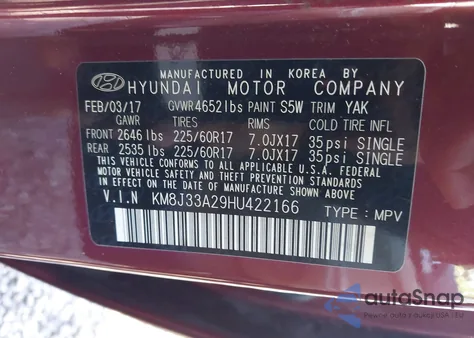 MANUFACTURED IN KOREA BY
HYUNDAI MOTOR COMPANY
FEB/03/17 GVWR4652lbs PAINT S5W TRIM YAK
GAWR TIRES RIMS COLD TIRE INFL
FRONT 2646lbs 225/60R17 7.0JX17 35psi SINGLE
REAR 2535lbs 225/60R17 7.0JX17 35psi SINGLE
THIS VEHICLE CONFORMS TO ALL APPLICABLE U.S.A. FEDERAL
MOTOR VEHICLE SAFETY,BUMPER,AND THEFT PREVENTION
STANDARDS IN EFFECT ON THE DATE OF MANUFACTURE SHOWN ABOVE.
V.I.N KM8J33A29HU422166 TYPE:MPV
autoSnap